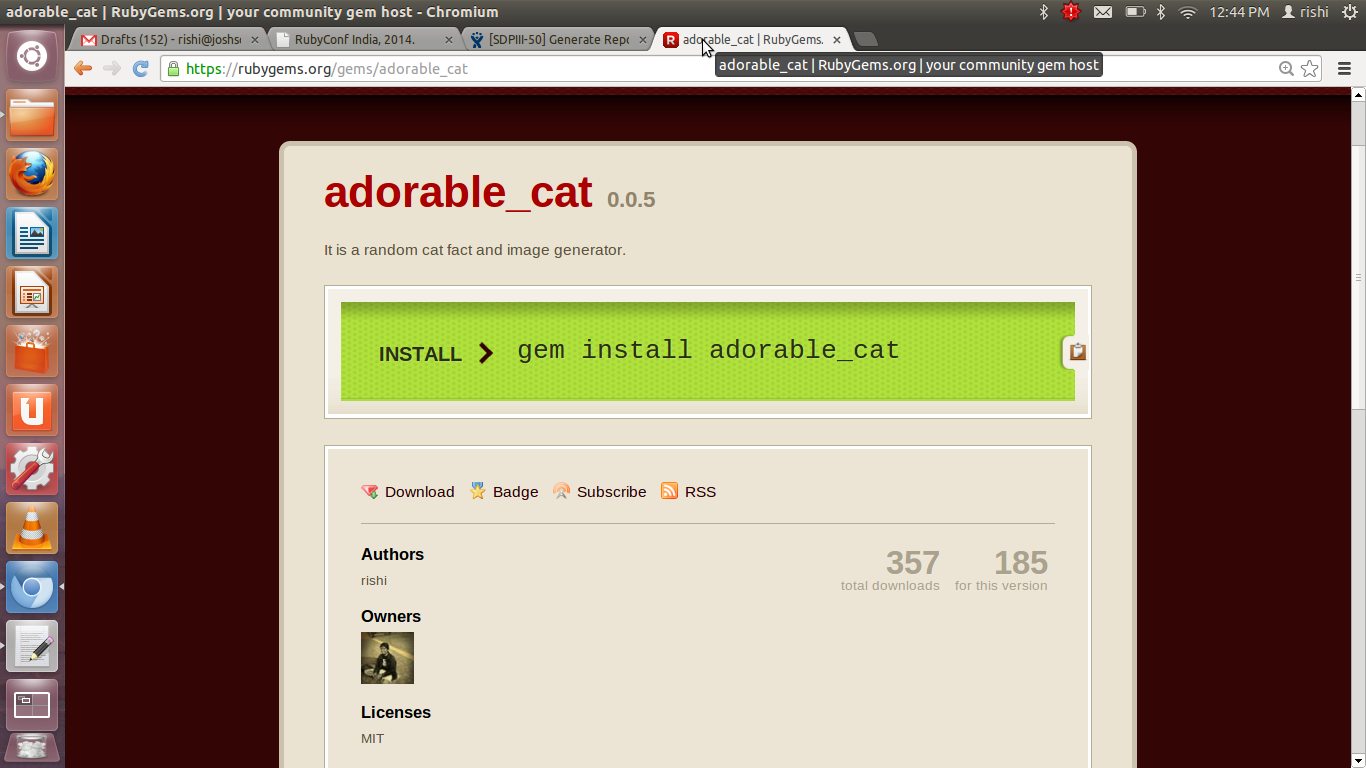 adorable_cat | RubyGems.org | your community gem host - Chromium
12:44 PM rishi
Drafts (152) - rishi@joshs
RubyConf India, 2014.
[SDPIII-50] Generate Repo
adorable_cat | RubyGems.
https://rubygems.org/gems/adorable_cat
adorable_cat | RubyGems.org | your community gem host
adorable_cat 0.0.5
It is a random cat fact and image generator.
INSTALL gem install adorable_cat
Download Badge Subscribe RSS
Authors
rishi
357 185
total downloads for this version
Owners
Licenses
MIT